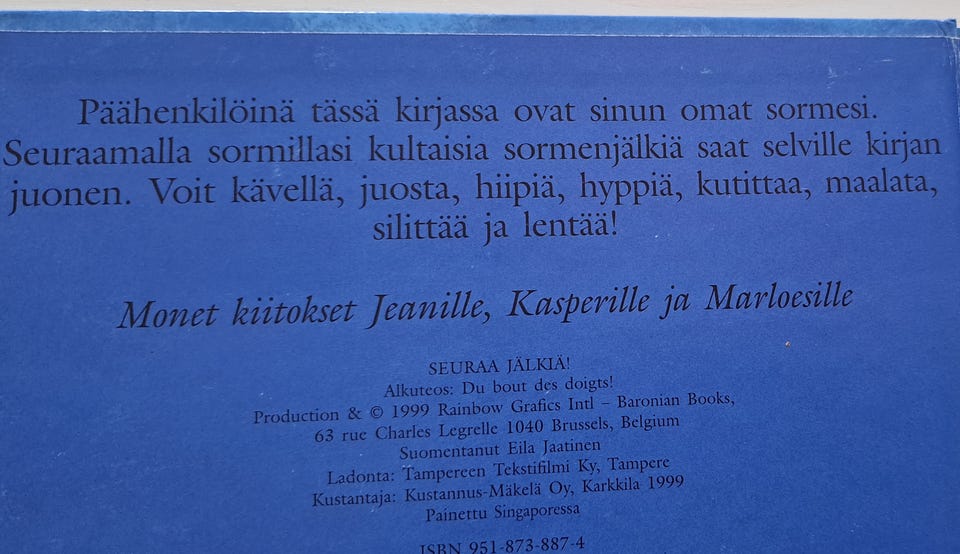 Päähenkilöinä tässä kirjassa ovat sinun omat sormesi.
Seuraamalla sormillasi kultaisia sormenjälkiä saat selville kirjan
juonen. Voit kävellä, juosta, hiipiä, hyppiä, kutittaa, maalata,
silittää ja lentää!
Monet kiitokset Jeanille, Kasperille ja Marloesille
SEURAA JÄLKIÄ!
Alkuteos: Du bout des doigts!
Production & © 1999 Rainbow Grafics Intl – Baronian Books,
63 rue Charles Legrelle 1040 Brussels, Belgium
Suomentanut Eila Jaatinen
Ladonta: Tampereen Tekstifilmi Ky, Tampere
Kustantaja: Kustannus-Mäkelä Oy, Karkkila 1999
Painettu Singaporessa
ISBN 951-873-887-4